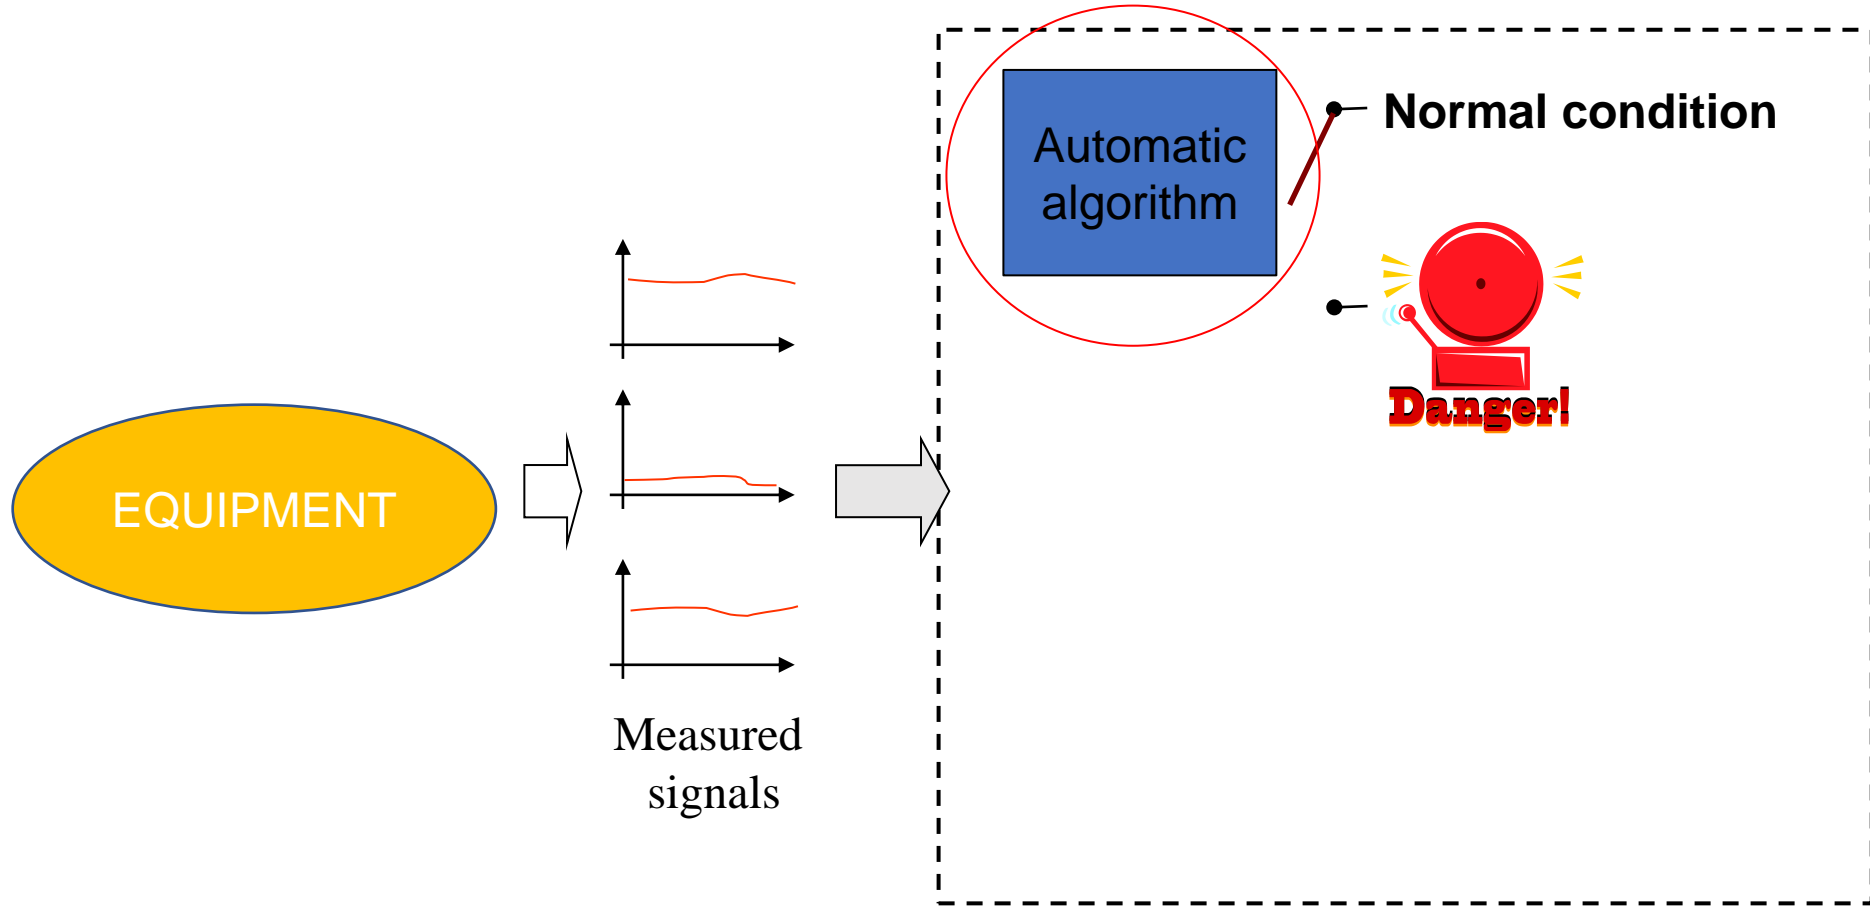 EQUIPMENT
Measured
signals
Automatic
algorithm
Normal condition
Danger!